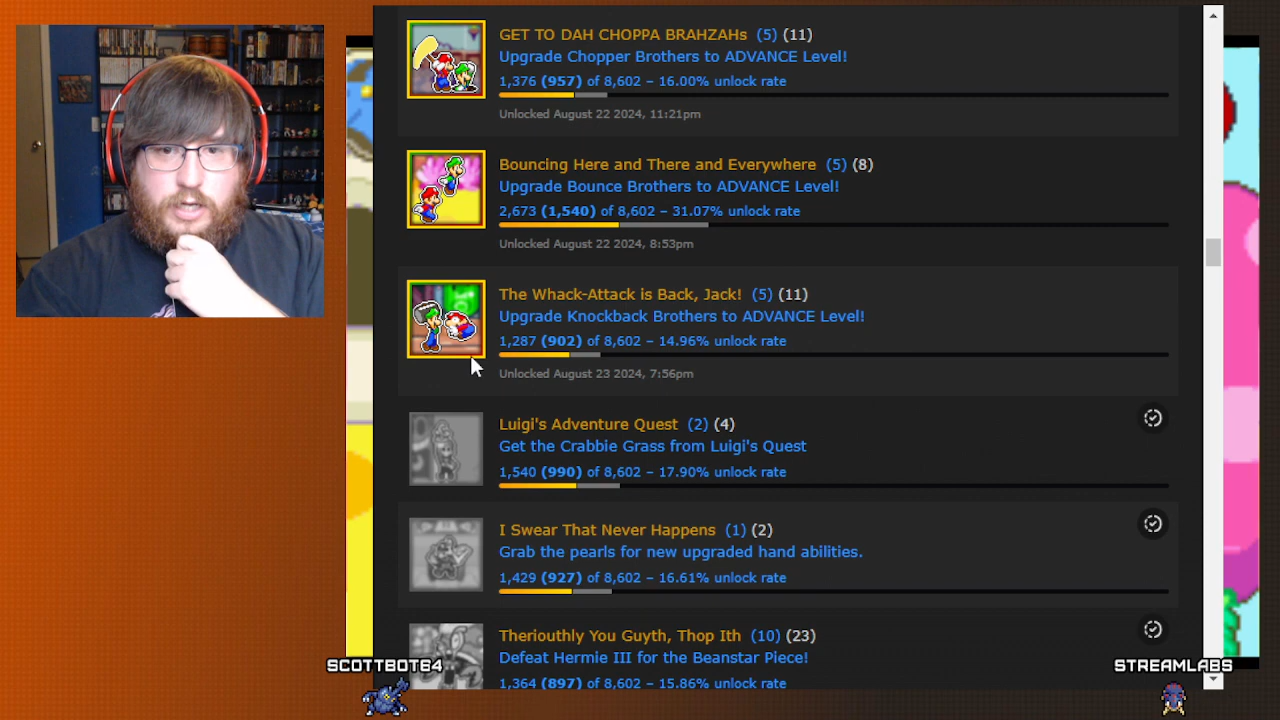 GET TO DAH CHOPPA BRAHZAHs (5) (11)
Upgrade Chopper Brothers to ADVANCE Level!
1,376 (957) of 8,602 – 16.00% unlock rate
Unlocked August 22 2024, 11:21pm
Bouncing Here and There and Everywhere (5) (8)
Upgrade Bounce Brothers to ADVANCE Level!
2,673 (1,540) of 8,602 – 31.07% unlock rate
Unlocked August 22 2024, 8:53pm
The Whack-Attack is Back, Jack! (5) (11)
Upgrade Knockback Brothers to ADVANCE Level!
1,287 (902) of 8,602 – 14.96% unlock rate
Unlocked August 23 2024, 7:56pm
Luigi's Adventure Quest (2) (4)
Get the Crabbie Grass from Luigi's Quest
1,540 (990) of 8,602 – 17.90% unlock rate
I Swear That Never Happens (1) (2)
Grab the pearls for new upgraded hand abilities.
1,429 (927) of 8,602 – 16.61% unlock rate
Theriouthly You Guyth, Thop Ith (10) (23)
Defeat Hermie III for the Beanstar Piece!
1,364 (897) of 8,602 – 15.86% unlock rate
SCOTTBOT64
STREAMLABS